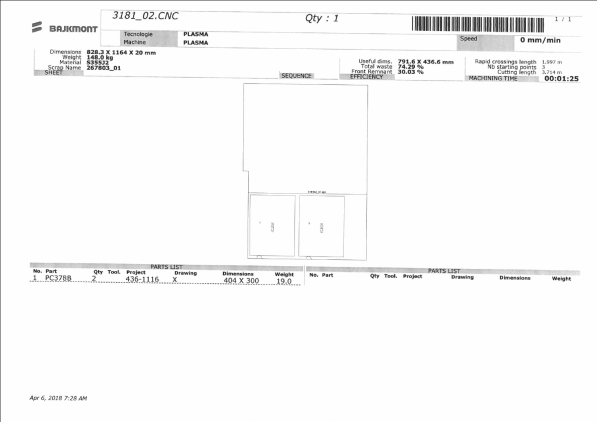 BAJKMONT
3181_02.CNC Qty : 1 1 / 1
Tecnologie PLASMA
Machine PLASMA
Speed 0 mm/min
Dimensions 828.3 X 1164 X 20 mm
Weight 148.0 kg
Material S355J2
Scrap Name 267803_01
Useful dims. 791.6 X 436.6 mm
Total waste 74.29 %
Front Remnant 30.03 %
Rapid crossings length 1.997 m
Nb starting points 3
Cutting length 3.714 m
SHEET SEQUENCE EFFICIENCY MACHINING TIME 00:01:25
PARTS LIST PARTS LIST
No. Part Qty Tool. Project Drawing Dimensions Weight No. Part Qty Tool. Project Drawing Dimensions Weight
1 PC378B 2 436-1116 X 404 X 300 19.0
Apr 6, 2018 7:28 AM